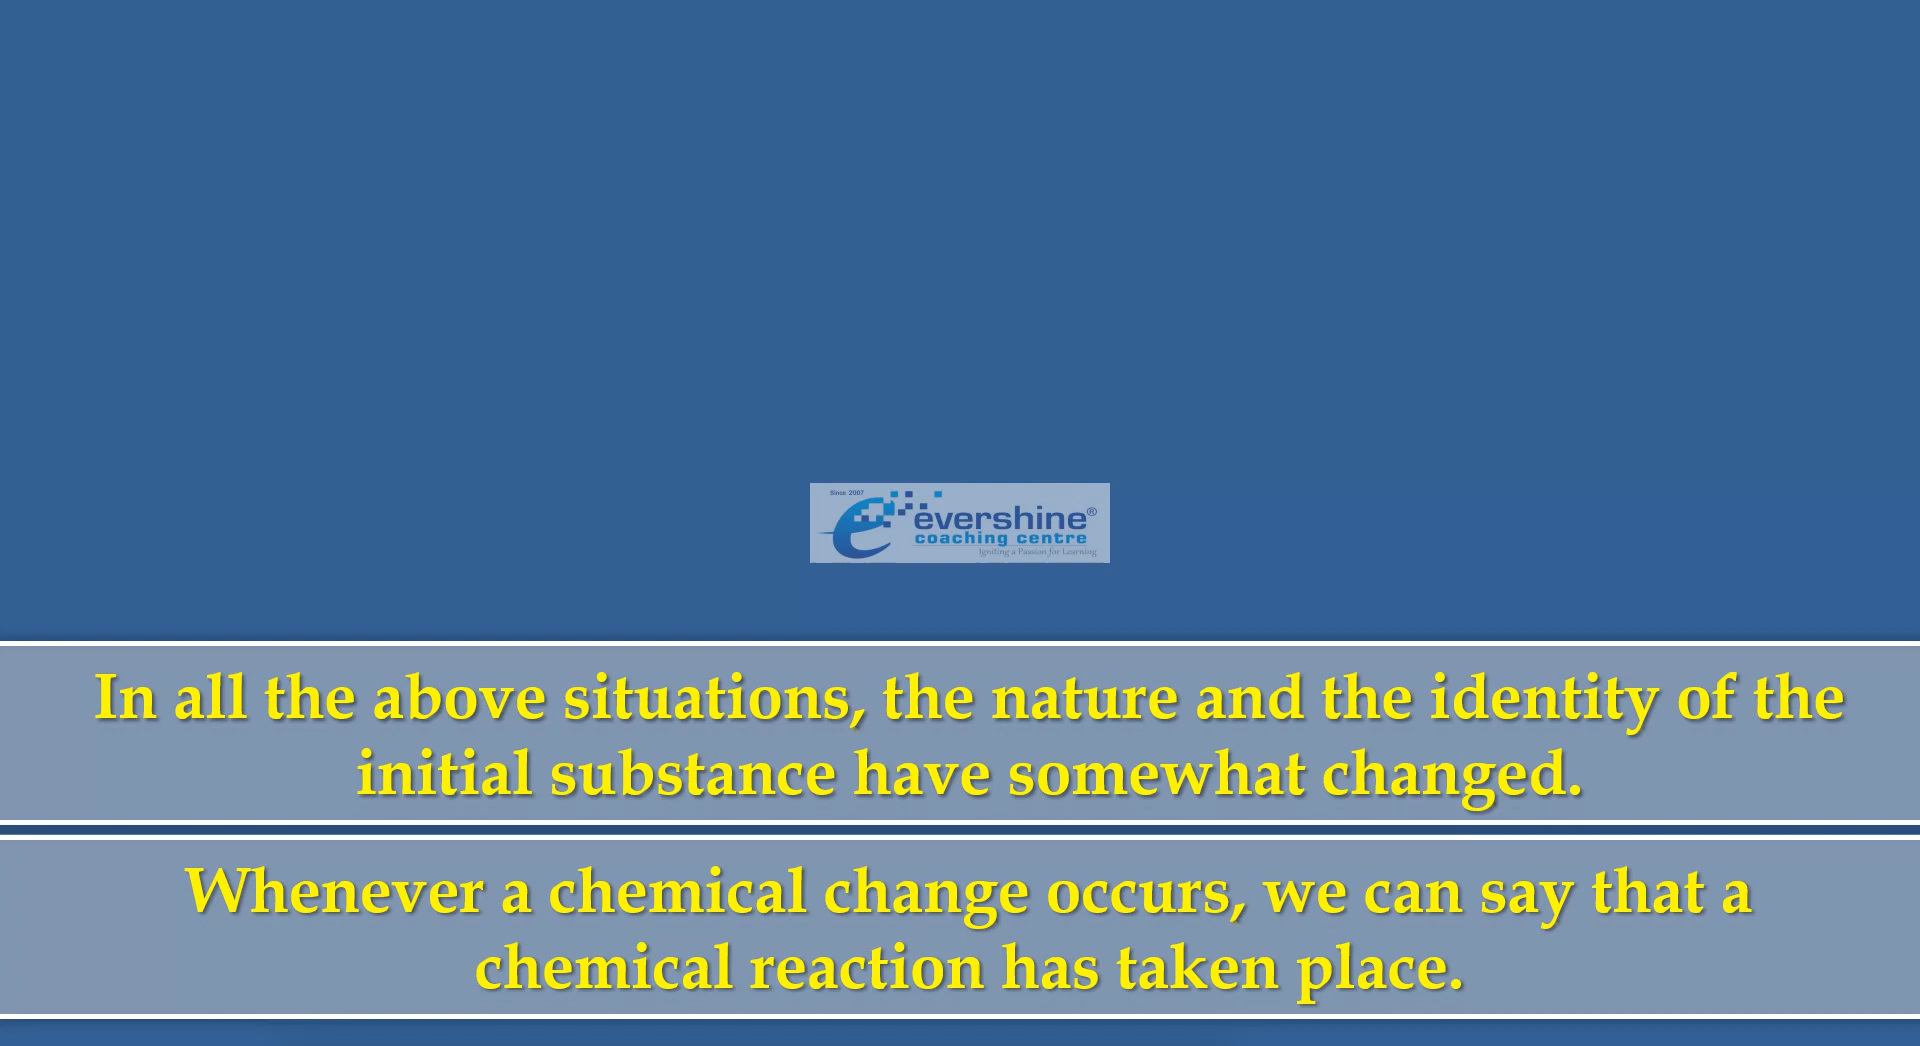 Since 2007
evershine®
coaching centre
Igniting a Passion for Learning
In all the above situations, the nature and the identity of the
initial substance have somewhat changed.
Whenever a chemical change occurs, we can say that a
chemical reaction has taken place.